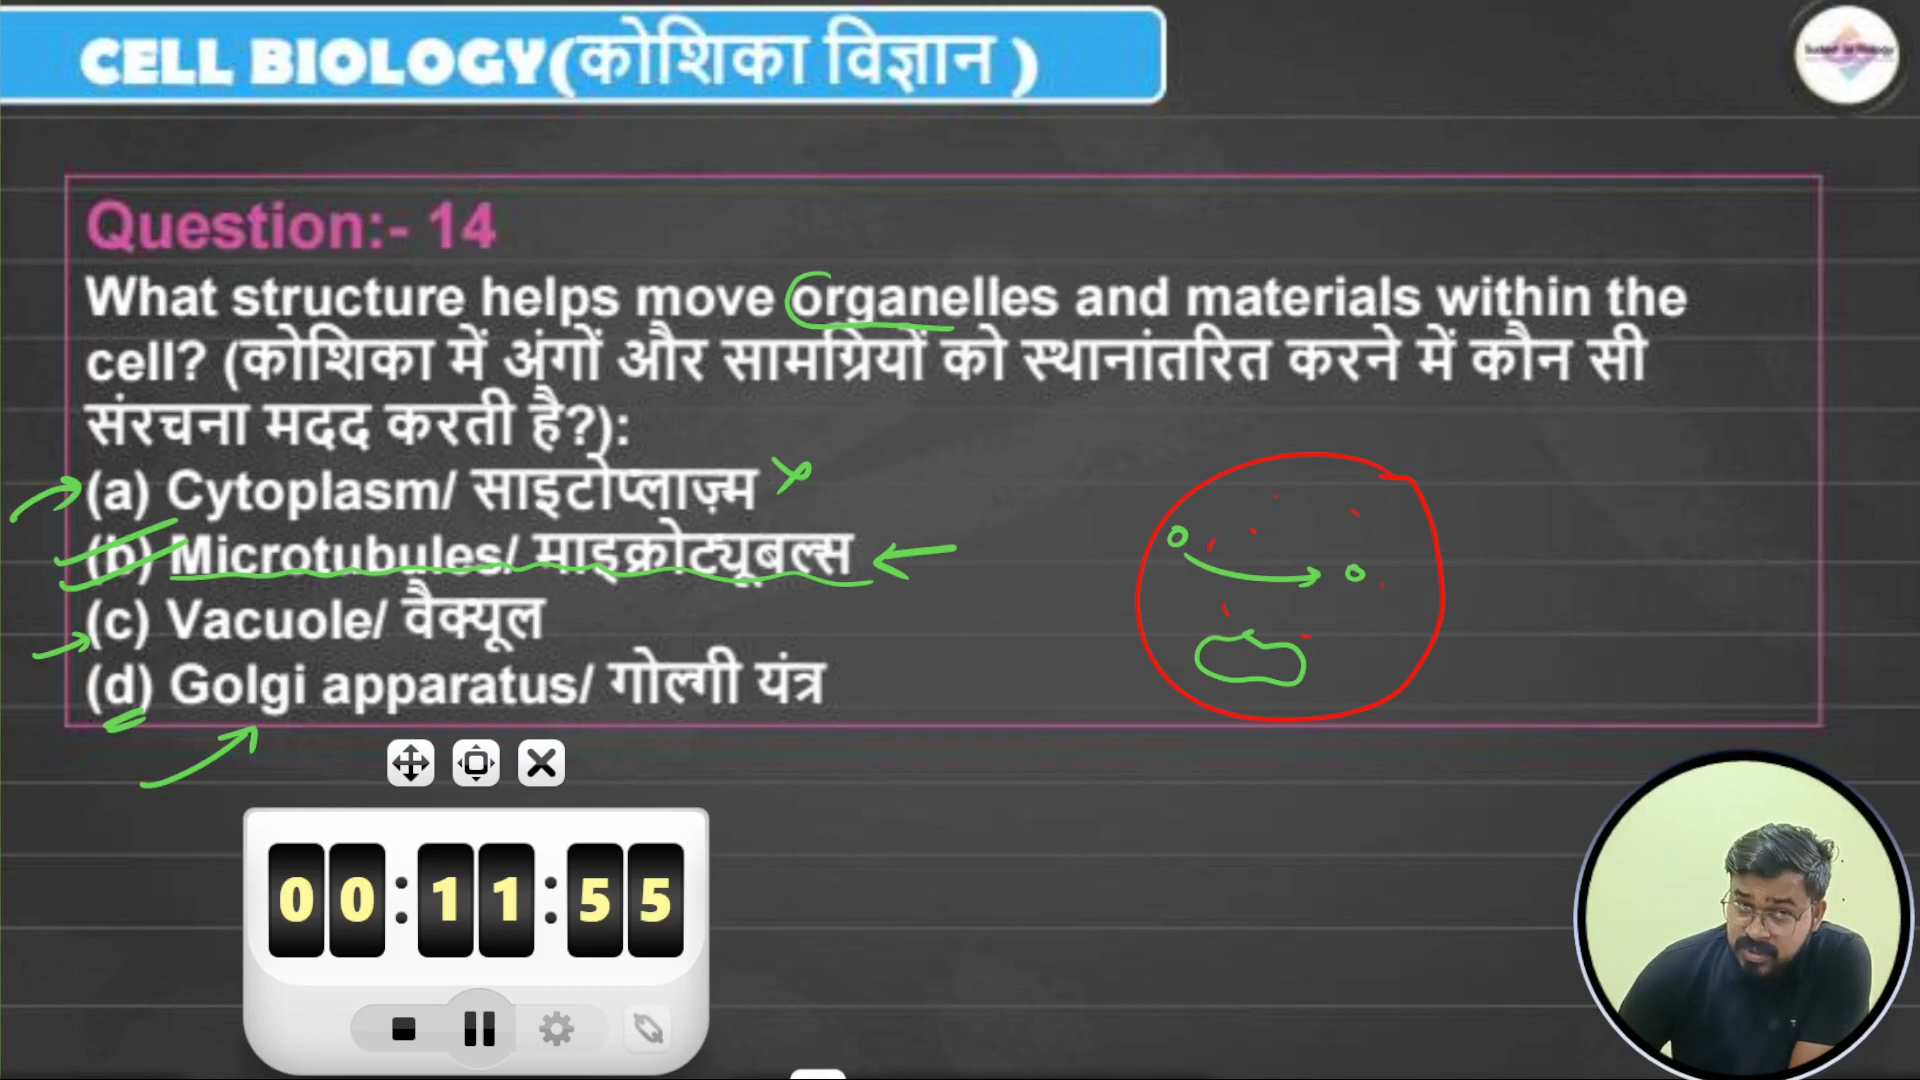 CELL BIOLOGY(कोशिका विज्ञान )
Question:- 14
What structure helps move organelles and materials within the
cell? (कोशिका में अंगों और सामग्रियों को स्थानांतरित करने में कौन सी
संरचना मदद करती है?):
(a) Cytoplasm/ साइटोप्लाज़्म
(b) Microtubules/ माइक्रोट्यूबल्स
(c) Vacuole/ वैक्यूल
(d) Golgi apparatus/ गोल्गी यंत्र
00:11:55